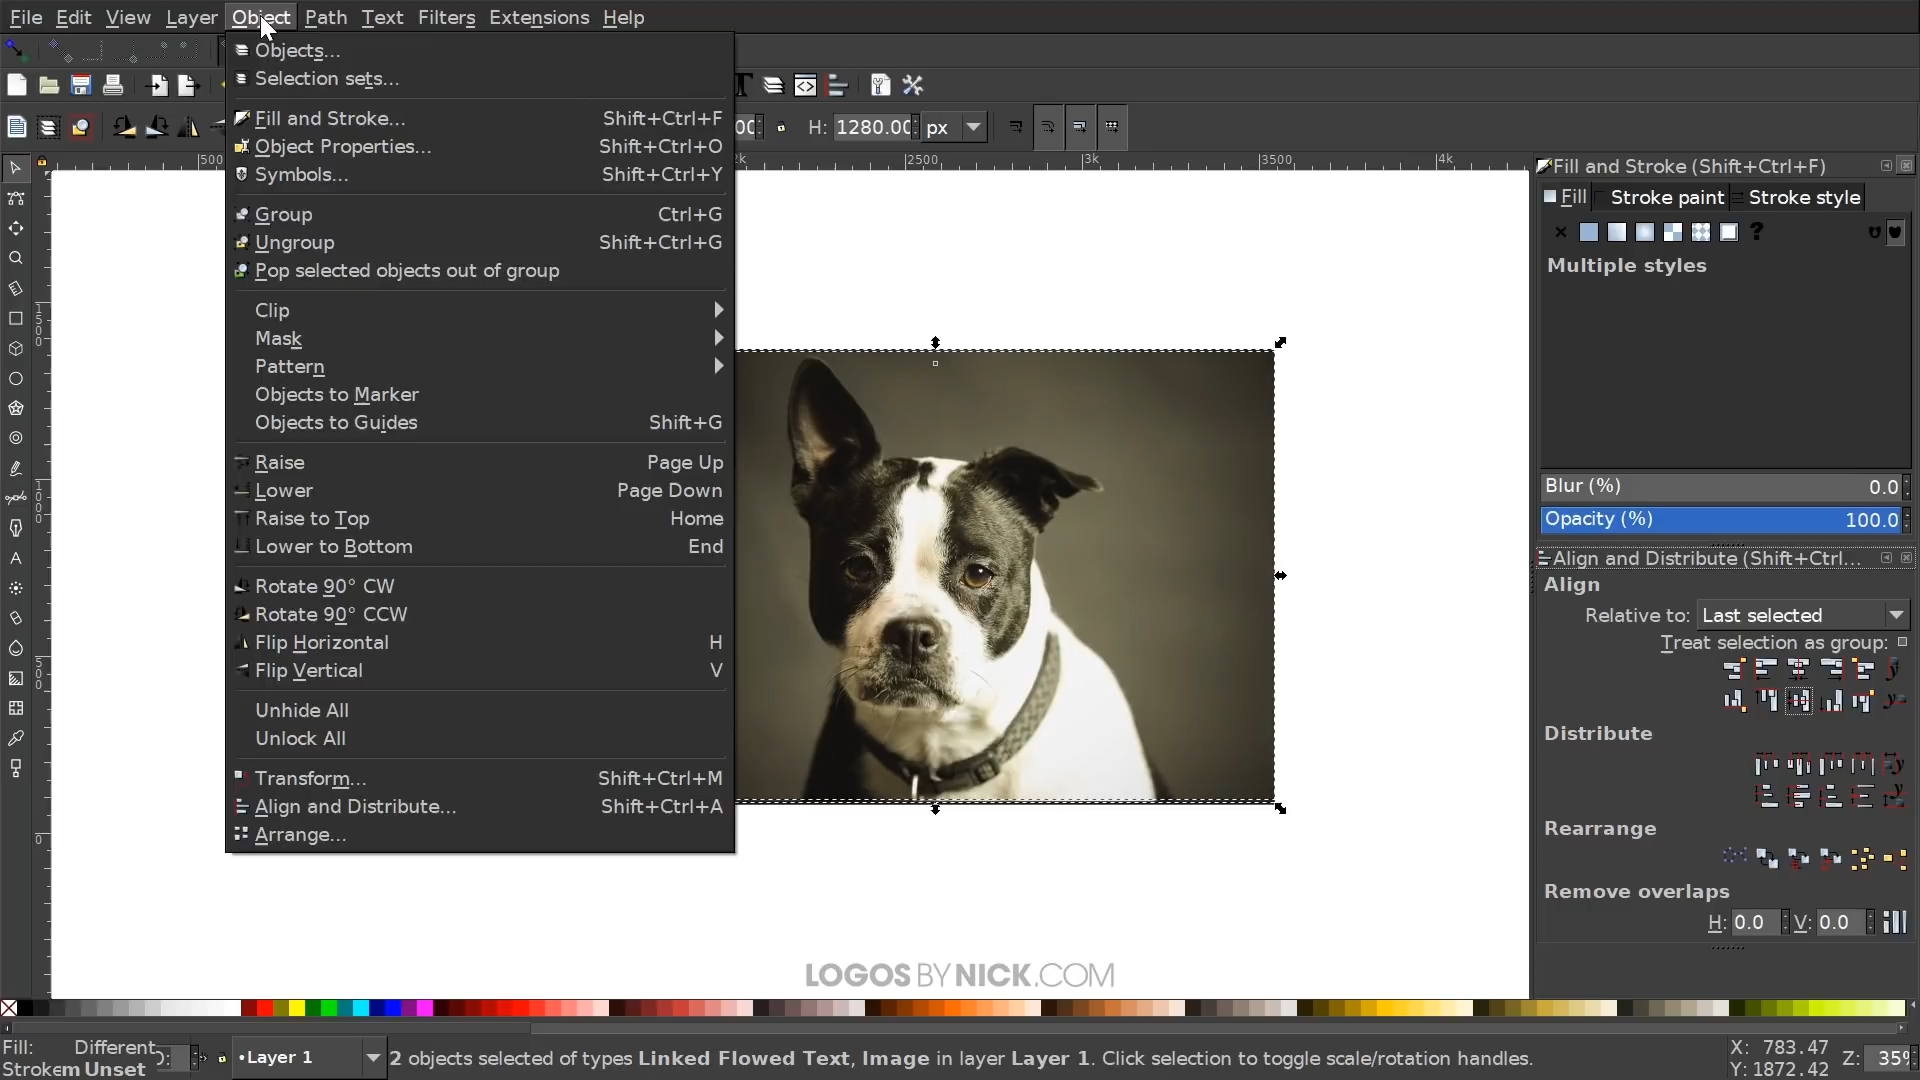 File Edit View Layer Object Path Text Filters Extensions Help
Objects...
Selection sets...
H: 1280.00 px
Fill and Stroke... Shift+Ctrl+F
Object Properties... Shift+Ctrl+O
Symbols... Shift+Ctrl+Y
500 2k 2500 3k 3500 4k
Group Ctrl+G
Ungroup Shift+Ctrl+G
Pop selected objects out of group
Clip
Mask
Pattern
Objects to Marker
Objects to Guides Shift+G
Raise Page Up
Lower Page Down
Raise to Top Home
Lower to Bottom End
Rotate 90° CW
Rotate 90° CCW
Flip Horizontal H
Flip Vertical V
Unhide All
Unlock All
Transform... Shift+Ctrl+M
Align and Distribute... Shift+Ctrl+A
Arrange...
Fill and Stroke (Shift+Ctrl+F)
Fill Stroke paint Stroke style
Multiple styles
Blur (%) 0.0
Opacity (%) 100.0
Align and Distribute (Shift+Ctrl...
Align
Relative to: Last selected
Treat selection as group:
Distribute
Rearrange
Remove overlaps
H: 0.0 V: 0.0
LOGOS BY NICK.COM
Fill: Different
Stroke: Unset
Layer 1
2 objects selected of types Linked Flowed Text, Image in layer Layer 1. Click selection to toggle scale/rotation handles.
X: 783.47
Y: 1872.42
Z: 35%